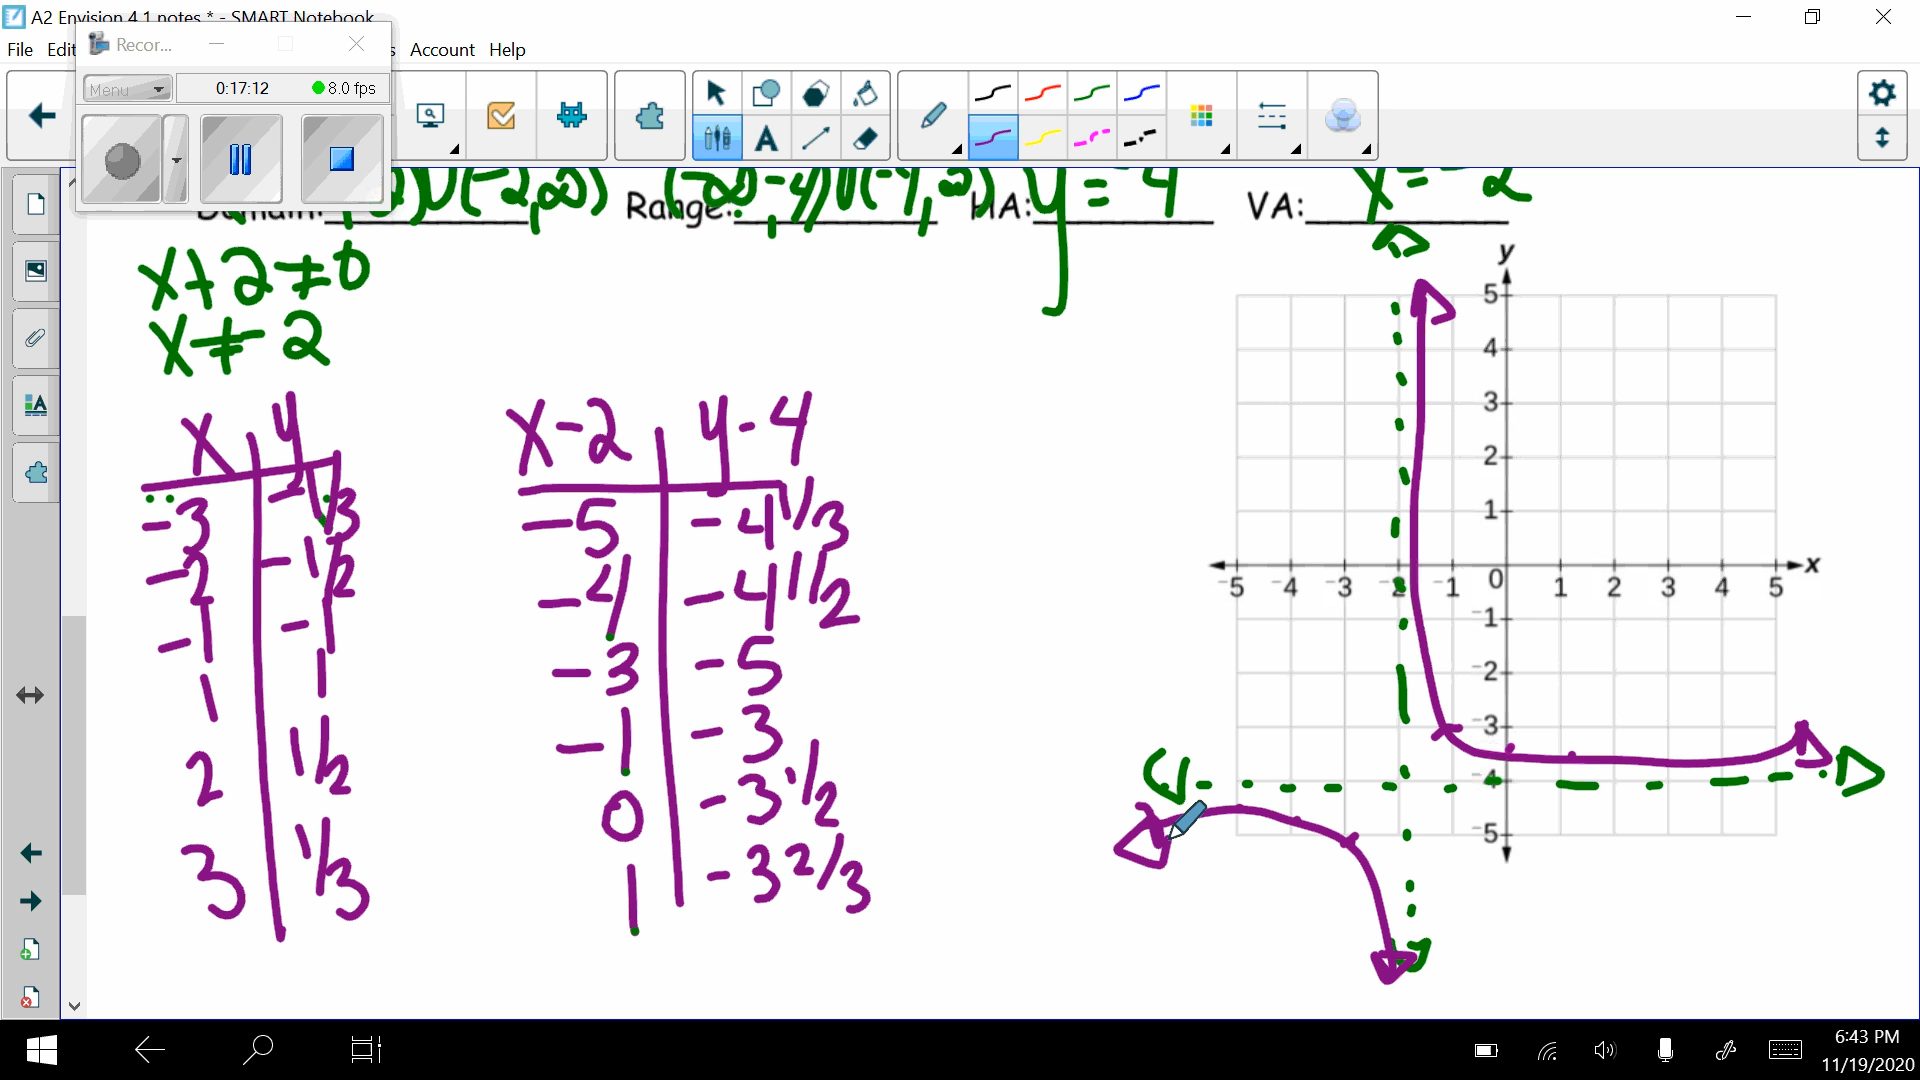 A2 Envision 4.1 notes * - SMART Notebook
Recor...
File Edit Account Help
Menu 0:17:12 8.0 fps
Domain: )U(-2,∞) Range: (-∞,-4)U(-4,∞) HA: y = -4 VA: x = -2
x+2≠0
x≠-2
x y
-3 -1/3
-2 -1/2
-1 -1
1 1
2 1/2
3 1/3
x-2 y-4
-5 -4 1/3
-4 -4 1/2
-3 -5
-1 -3
0 -3 1/2
1 -3 2/3
y
5
4
3
2
1
-5 -4 -3 -2 -1 0 1 2 3 4 5 x
-1
-2
-3
-4
-5
6:43 PM
11/19/2020